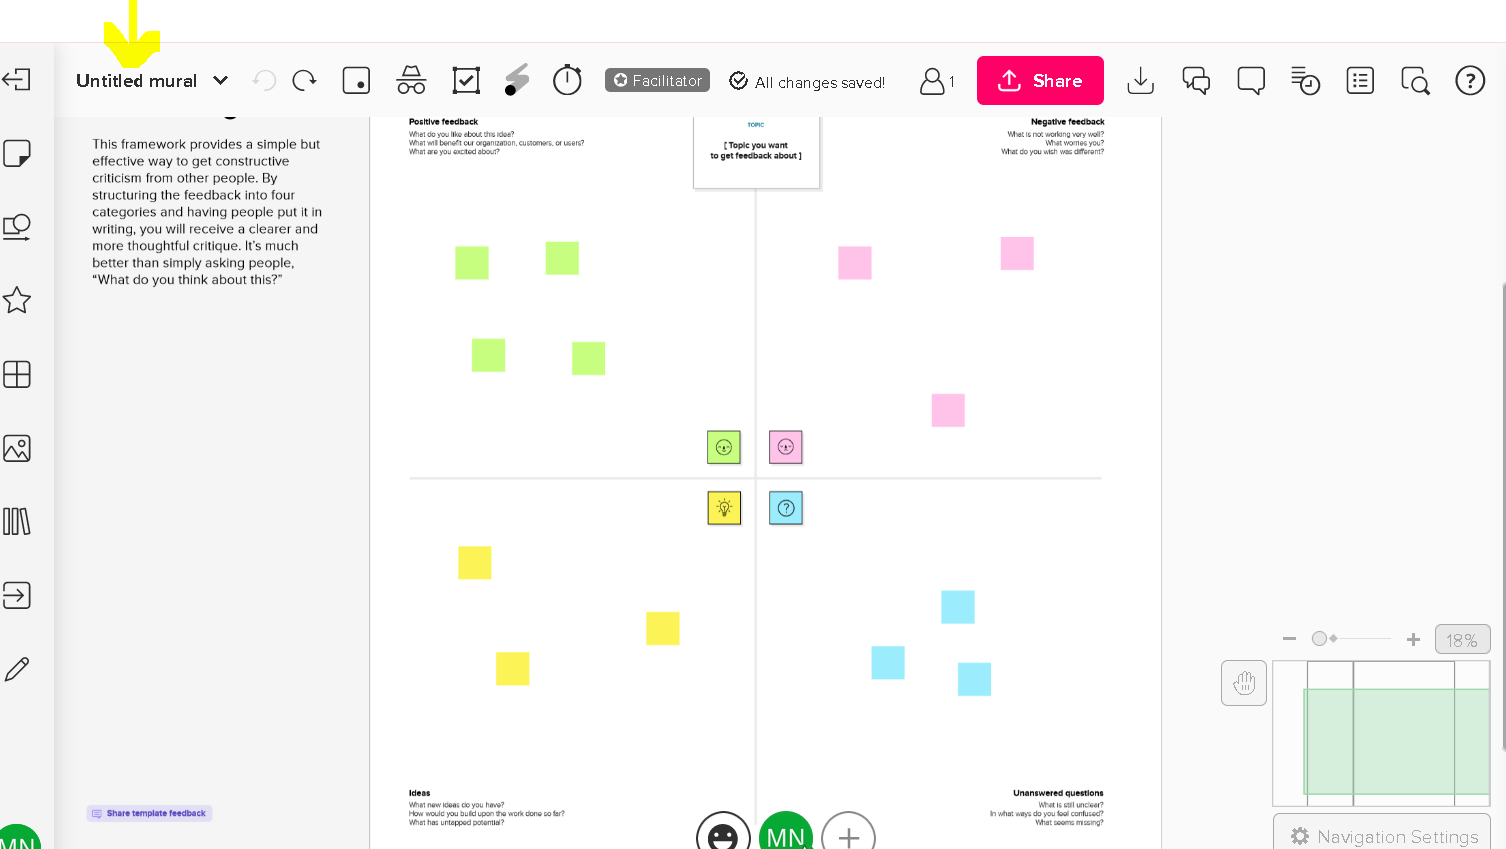 Untitled mural
Facilitator
All changes saved!
1
Share
This framework provides a simple but
effective way to get constructive
criticism from other people. By
structuring the feedback into four
categories and having people put it in
writing, you will receive a clearer and
more thoughtful critique. It's much
better than simply asking people,
“What do you think about this?”
Positive feedback
What do you like about this idea?
What will benefit our organization, customers, or users?
What are you excited about?
TOPIC
[ Topic you want
to get feedback about ]
Negative feedback
What is not working very well?
What worries you?
What do you wish was different?
Ideas
What new ideas do you have?
How would you build upon the work done so far?
What has untapped potential?
Unanswered questions
What is still unclear?
In what ways do you feel confused?
What seems missing?
18%
Share template feedback
MN
MN
Navigation Settings